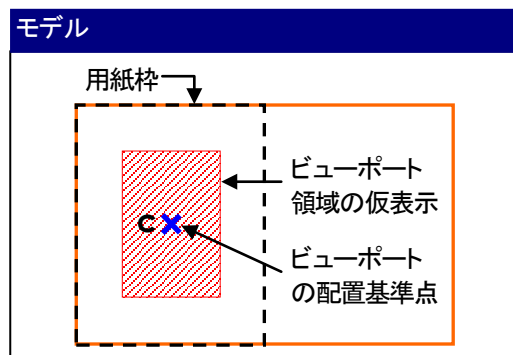 モデル
用紙枠
ビューポート
領域の仮表示
C
ビューポート
の配置基準点